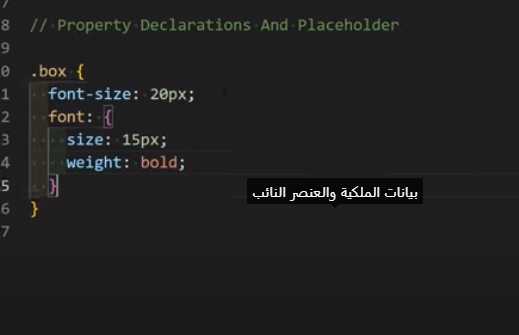 8 // Property Declarations And Placeholder
9
0 .box {
1 font-size: 20px;
2 font: {
3 size: 15px;
4 weight: bold;
5 }
بيانات الملكية والعنصر النائب
6 }
7